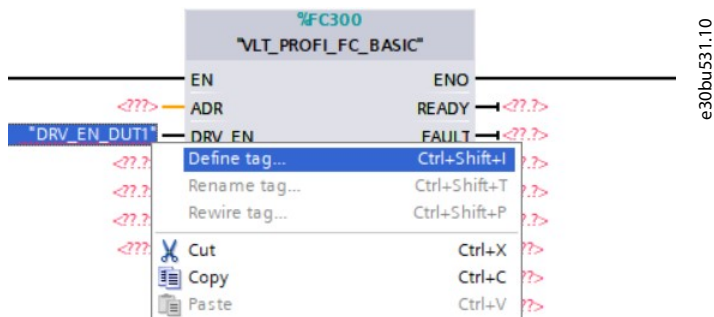 %FC300
"VLT_PROFI_FC_BASIC"
EN ENO
<???> ADR READY <??.?>
"DRV_EN_DUT1" DRV_EN FAULT <??.?>
Define tag... Ctrl+Shift+I
Rename tag... Ctrl+Shift+T
Rewire tag... Ctrl+Shift+P
Cut Ctrl+X
Copy Ctrl+C
Paste Ctrl+V
e30bu531.10